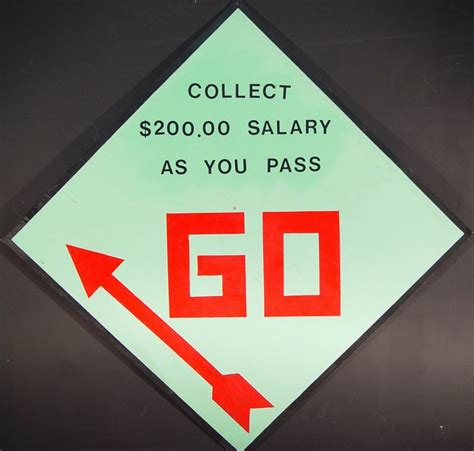 COLLECT
$200.00 SALARY
AS YOU PASS
GO